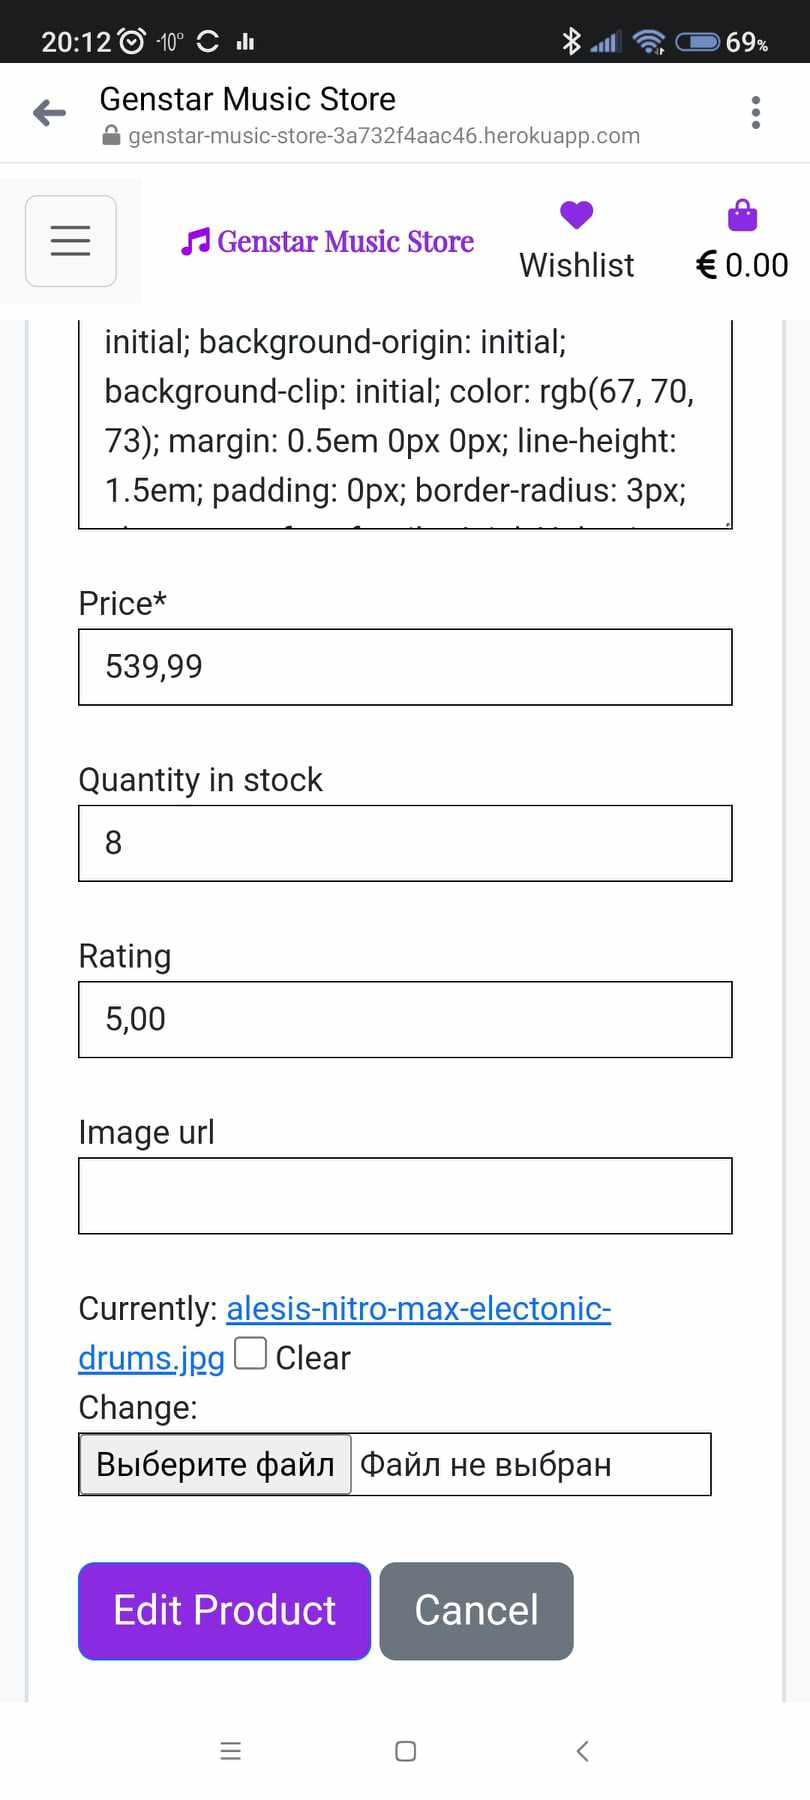 20:12 -10° 69%
Genstar Music Store
genstar-music-store-3a732f4aac46.herokuapp.com
Genstar Music Store
Wishlist
€ 0.00
initial; background-origin: initial;
background-clip: initial; color: rgb(67, 70,
73); margin: 0.5em 0px 0px; line-height:
1.5em; padding: 0px; border-radius: 3px;
Price*
539,99
Quantity in stock
8
Rating
5,00
Image url
Currently: alesis-nitro-max-electonic-
drums.jpg Clear
Change:
Выберите файл Файл не выбран
Edit Product Cancel